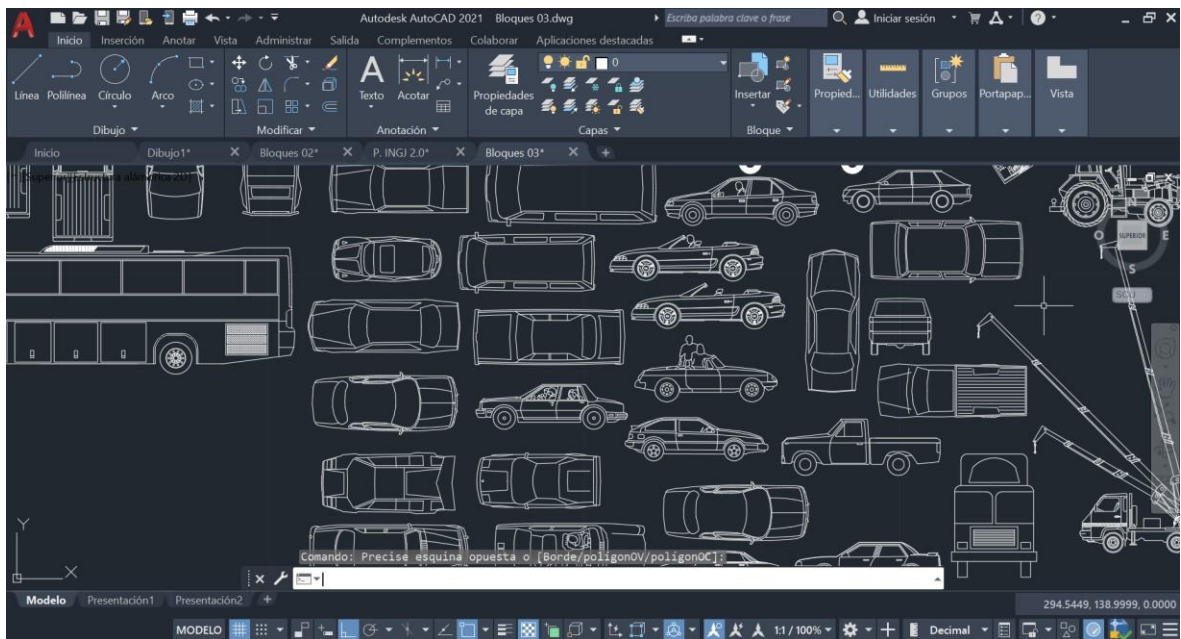 A Autodesk AutoCAD 2021 Bloques 03.dwg Escriba palabra clave o frase Iniciar sesión ?
Inicio Inserción Anotar Vista Administrar Salida Complementos Colaborar Aplicaciones destacadas
0
Línea Polilínea Círculo Arco A Texto Acotar Propiedades de capa Insertar Propied... Utilidades Grupos Portapap... Vista
Dibujo Modificar Anotación Capas Bloque
Inicio Dibujo1* Bloques 02* P. INGJ 2.0* Bloques 03*
N
O SUPERIOR E
S
SCU
Y
X
Comando: Precise esquina opuesta o [Borde/polígonOV/polígonOC]:
Modelo Presentación1 Presentación2 +
294.5449, 138.9999, 0.0000
MODELO 1:1 / 100% Decimal